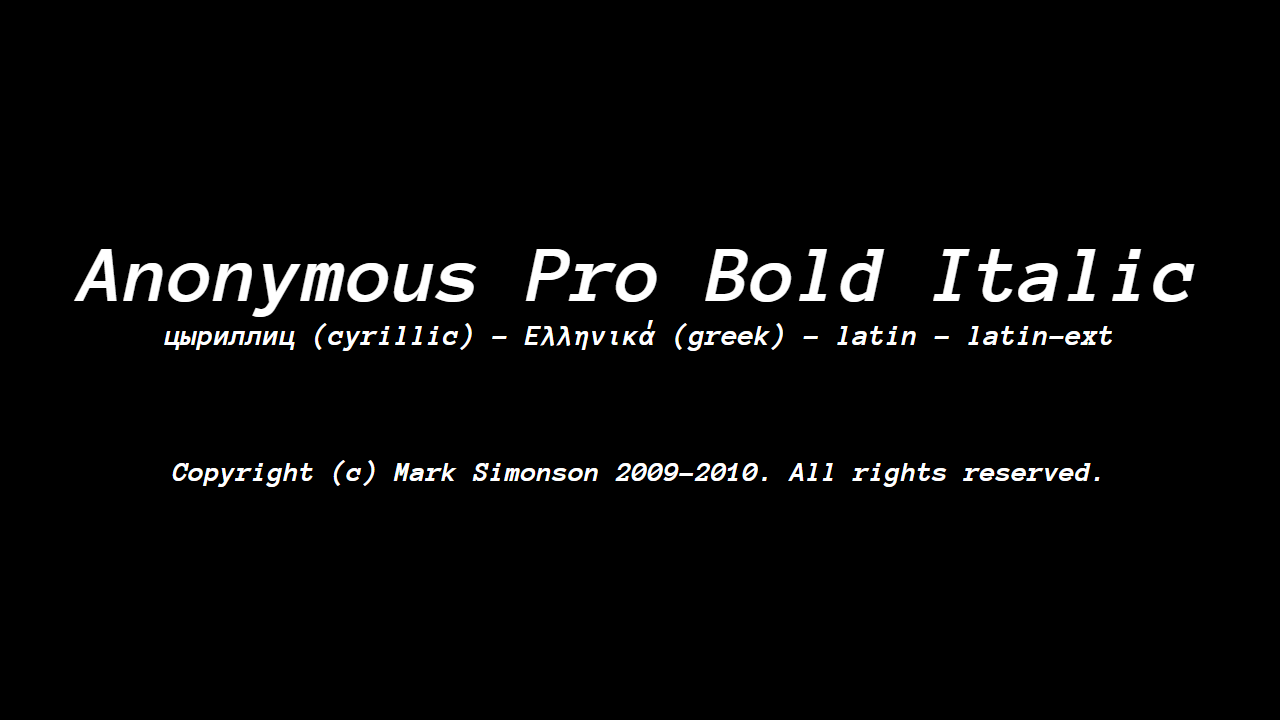 Anonymous Pro Bold Italic
цыриллиц (cyrillic) - Ελληνικά (greek) - latin - latin-ext
Copyright (c) Mark Simonson 2009-2010. All rights reserved.